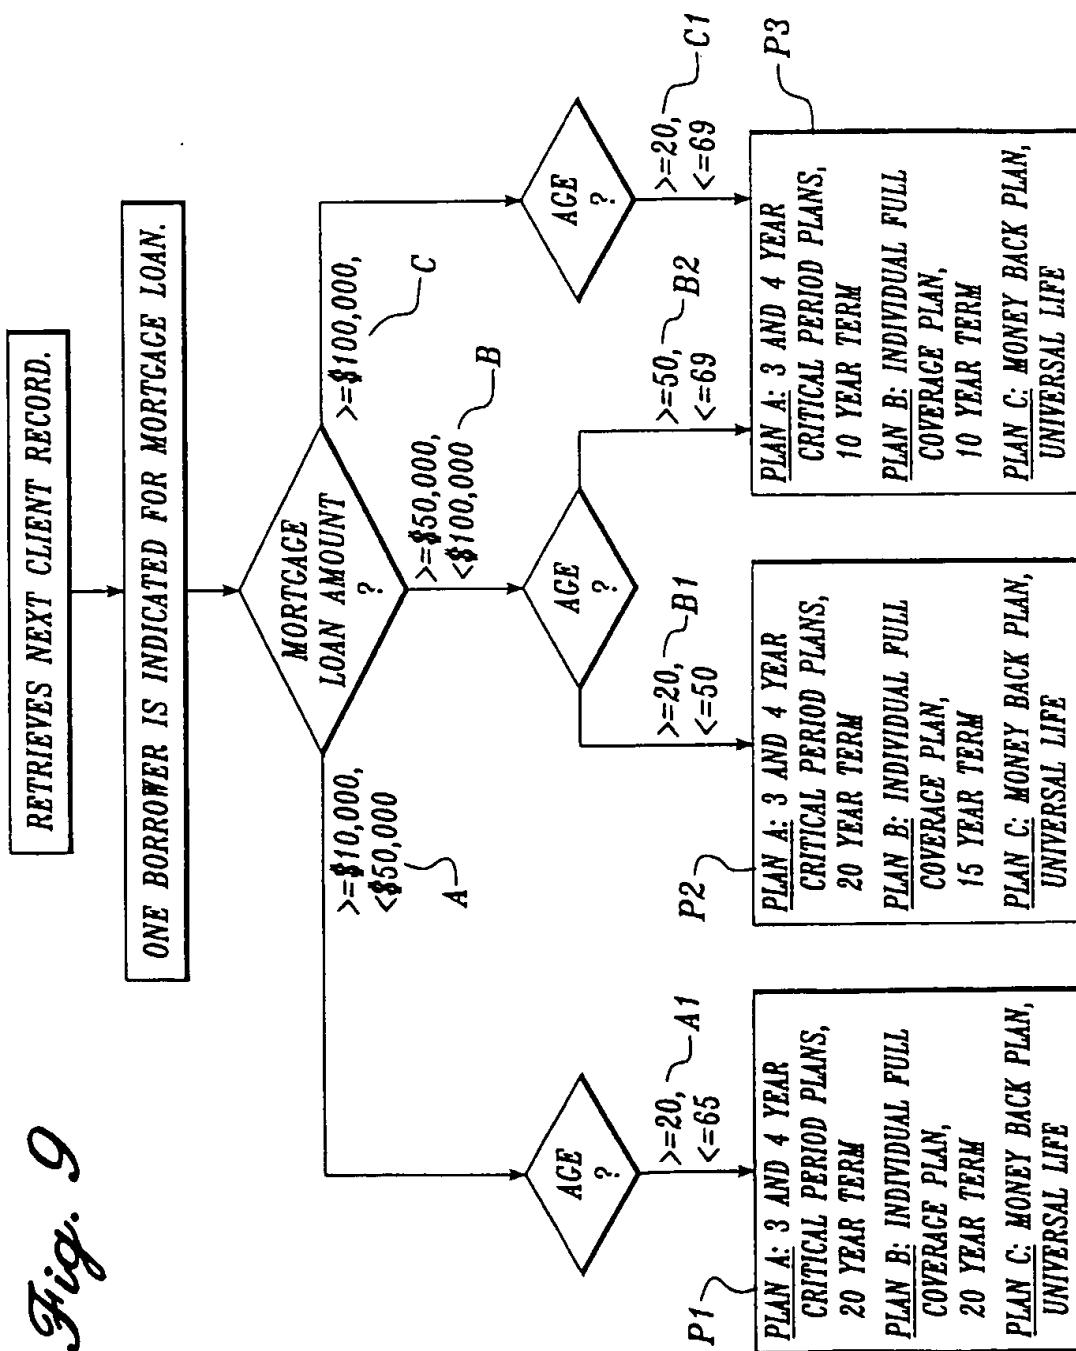 Fig. 9
RETRIEVES NEXT CLIENT RECORD.
ONE BORROWER IS INDICATED FOR MORTGAGE LOAN.
MORTGAGE
LOAN AMOUNT
?
>=$10,000,
<$50,000
A
>=$50,000,
<$100,000
B
>=$100,000,
C
AGE
?
>=20,
<=65
A1
AGE
?
>=20,
<=50
B1
>=50,
<=69
B2
AGE
?
>=20,
<=69
C1
P1
PLAN A: 3 AND 4 YEAR
CRITICAL PERIOD PLANS,
20 YEAR TERM
PLAN B: INDIVIDUAL FULL
COVERAGE PLAN,
20 YEAR TERM
PLAN C: MONEY BACK PLAN,
UNIVERSAL LIFE
P2
PLAN A: 3 AND 4 YEAR
CRITICAL PERIOD PLANS,
20 YEAR TERM
PLAN B: INDIVIDUAL FULL
COVERAGE PLAN,
15 YEAR TERM
PLAN C: MONEY BACK PLAN,
UNIVERSAL LIFE
P3
PLAN A: 3 AND 4 YEAR
CRITICAL PERIOD PLANS,
10 YEAR TERM
PLAN B: INDIVIDUAL FULL
COVERAGE PLAN,
10 YEAR TERM
PLAN C: MONEY BACK PLAN,
UNIVERSAL LIFE